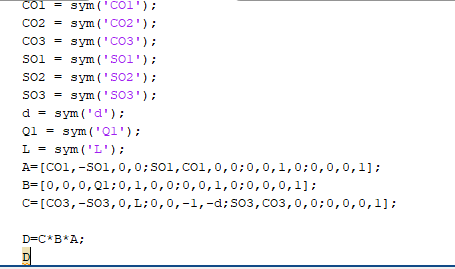 CO1 = sym('CO1');
CO2 = sym('CO2');
CO3 = sym('CO3');
SO1 = sym('SO1');
SO2 = sym('SO2');
SO3 = sym('SO3');
d = sym('d');
Q1 = sym('Q1');
L = sym('L');
A=[CO1,-SO1,0,0;SO1,CO1,0,0;0,0,1,0;0,0,0,1];
B=[0,0,0,Q1;0,1,0,0;0,0,1,0;0,0,0,1];
C=[CO3,-SO3,0,L;0,0,-1,-d;SO3,CO3,0,0;0,0,0,1];
D=C*B*A;
D